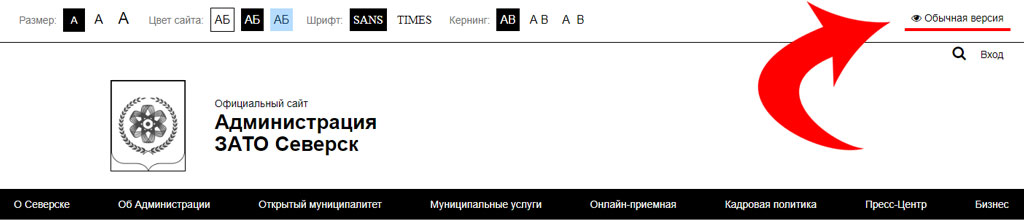 Размер: А А А Цвет сайта: АБ АБ АБ Шрифт: SANS TIMES Кернинг: АВ А В А В Обычная версия
Вход
Официальный сайт
Администрация
ЗАТО Северск
О Северске Об Администрации Открытый муниципалитет Муниципальные услуги Онлайн-приемная Кадровая политика Пресс-Центр Бизнес